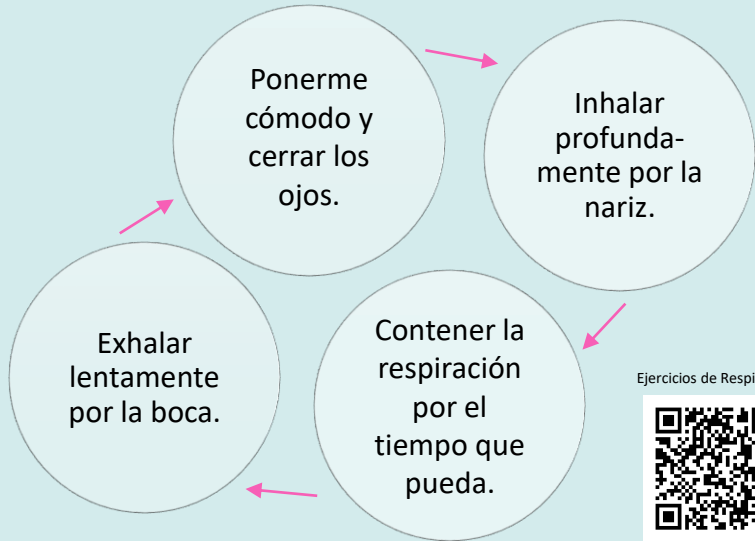 Ponerme
cómodo y
cerrar los
ojos.
Inhalar
profunda-
mente por la
nariz.
Contener la
respiración
por el
tiempo que
pueda.
Exhalar
lentamente
por la boca.
Ejercicios de